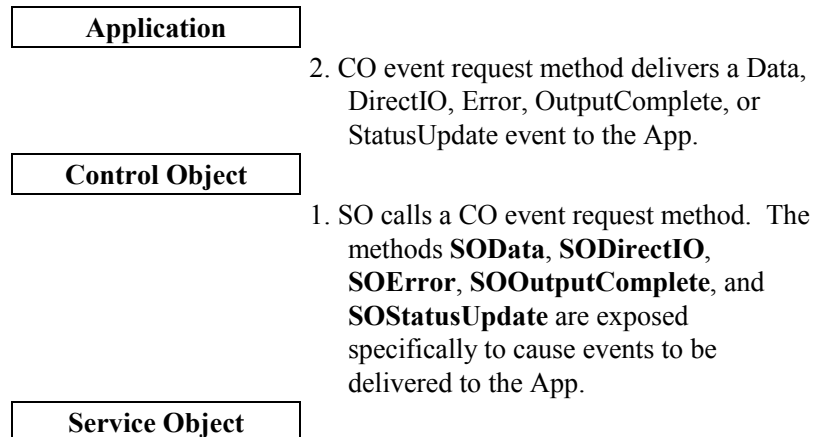 Application
2. CO event request method delivers a Data,
DirectIO, Error, OutputComplete, or
StatusUpdate event to the App.
Control Object
1. SO calls a CO event request method. The
methods SOData, SODirectIO,
SOError, SOOutputComplete, and
SOStatusUpdate are exposed
specifically to cause events to be
delivered to the App.
Service Object